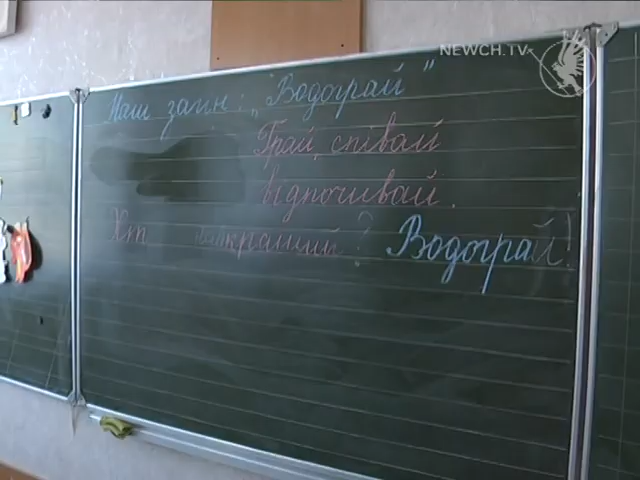 NEWCH.TV
Наш загін: „Водограй"
Грай, співай
відпочивай.
Хто найкращий? Водограй!